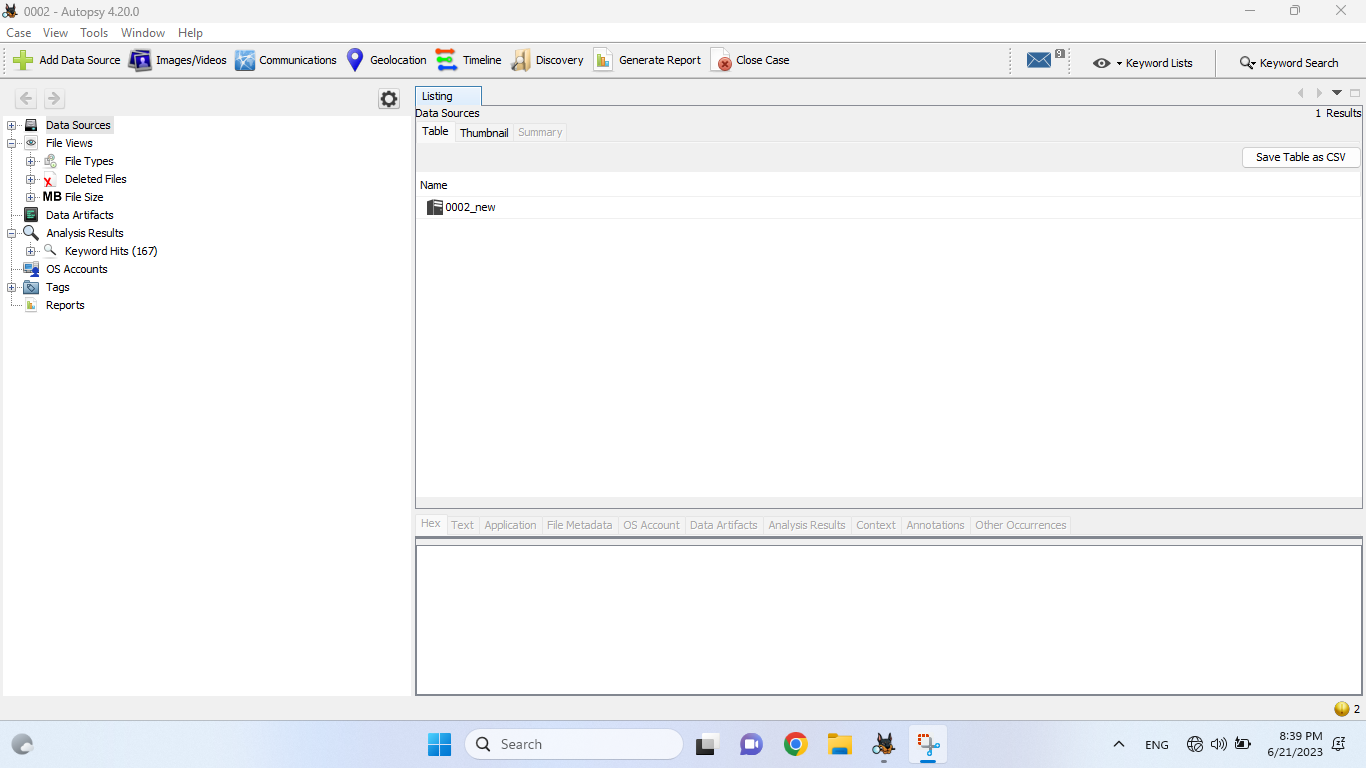 0002 - Autopsy 4.20.0
Case View Tools Window Help
Add Data Source Images/Videos Communications Geolocation Timeline Discovery Generate Report Close Case 9 Keyword Lists Keyword Search
Listing
Data Sources 1 Results
Table Thumbnail Summary
Save Table as CSV
Name
0002_new
Data Sources
File Views
File Types
Deleted Files
MB File Size
Data Artifacts
Analysis Results
Keyword Hits (167)
OS Accounts
Tags
Reports
Hex Text Application File Metadata OS Account Data Artifacts Analysis Results Context Annotations Other Occurrences
2
Search
ENG
8:39 PM
6/21/2023